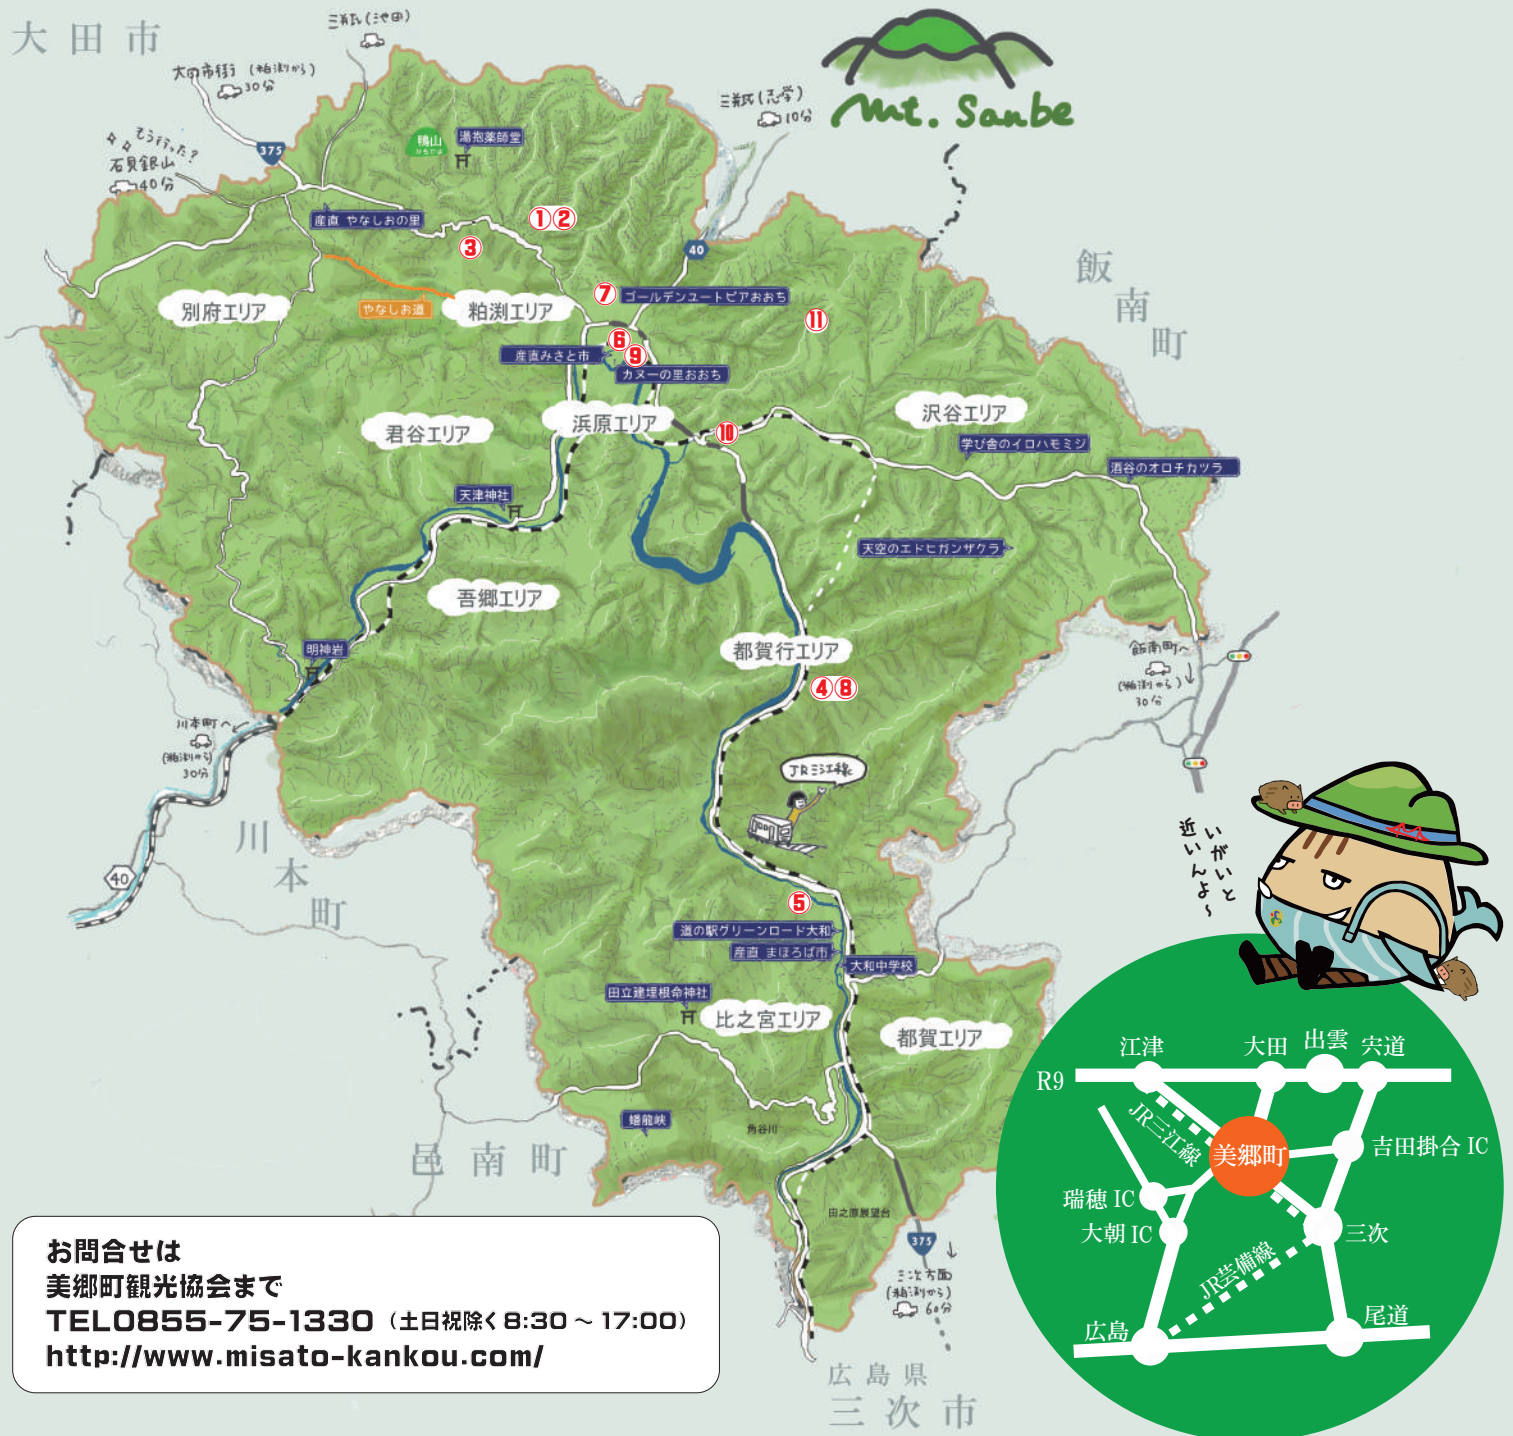 大田市
三瓶(池田)
大田市街 (粕渕から)
30分
もう行った?
石見銀山
40分
375
鴨山
かもやま
湯抱薬師堂
三瓶(志学)
10分
Mt. Sanbe
産直 やなしおの里
①②
③
40
飯南町
別府エリア
やなしお道
粕渕エリア
⑦
ゴールデンユートピアおおち
⑪
⑥
⑨
産直みさと市
カヌーの里おおち
君谷エリア
浜原エリア
⑩
沢谷エリア
学び舎のイロハモミジ
酒谷のオロチカツラ
天津神社
天空のエドヒガンザクラ
吾郷エリア
都賀行エリア
明神岩
④⑧
飯南町へ
(粕渕から)
30分
川本町へ
(粕渕から)
30分
JR三江線
川本町
40
いがいと
近いんよ~
⑤
道の駅グリーンロード大和
産直 まほろば市
大和中学校
田立建埋根命神社
比之宮エリア
都賀エリア
蟠龍峡
角谷川
邑南町
田之原展望台
375
三次方面
(粕渕から)
60分
広島県
三次市
江津
大田
出雲
宍道
R9
JR三江線
美郷町
吉田掛合 IC
瑞穂 IC
大朝 IC
三次
JR芸備線
広島
尾道
お問合せは
美郷町観光協会まで
TEL0855-75-1330 (土日祝除く8:30 ~ 17:00)
http://www.misato-kankou.com/